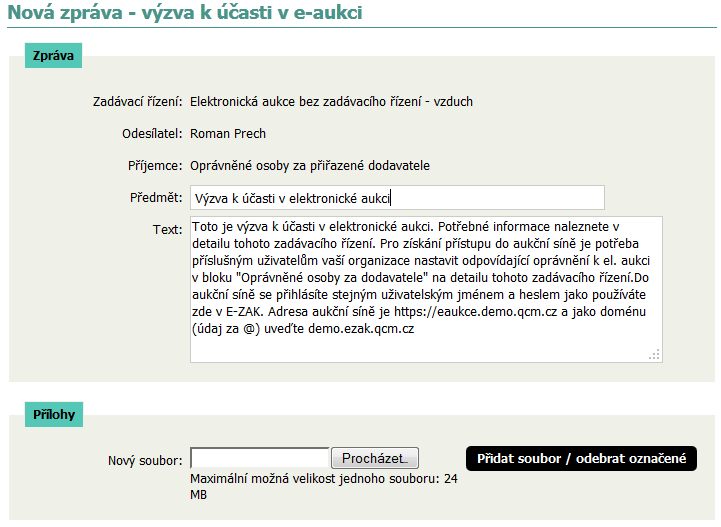 Nová zpráva - výzva k účasti v e-aukci
Zpráva
Zadávací řízení: Elektronická aukce bez zadávacího řízení - vzduch
Odesílatel: Roman Prech
Příjemce: Oprávněné osoby za přiřazené dodavatele
Předmět: Výzva k účasti v elektronické aukci
Text: Toto je výzva k účasti v elektronické aukci. Potřebné informace naleznete v
detailu tohoto zadávacího řízení. Pro získání přístupu do aukční síně je potřeba
příslušným uživatelům vaší organizace nastavit odpovídající oprávnění k el. aukci
v bloku "Oprávněné osoby za dodavatele" na detailu tohoto zadávacího řízení.Do
aukční síně se přihlásíte stejným uživatelským jménem a heslem jako používáte
zde v E-ZAK. Adresa aukční síně je https://eaukce.demo.qcm.cz a jako doménu
(údaj za @) uveďte demo.ezak.qcm.cz
Přílohy
Nový soubor: Procházet... Přidat soubor / odebrat označené
Maximální možná velikost jednoho souboru: 24
MB